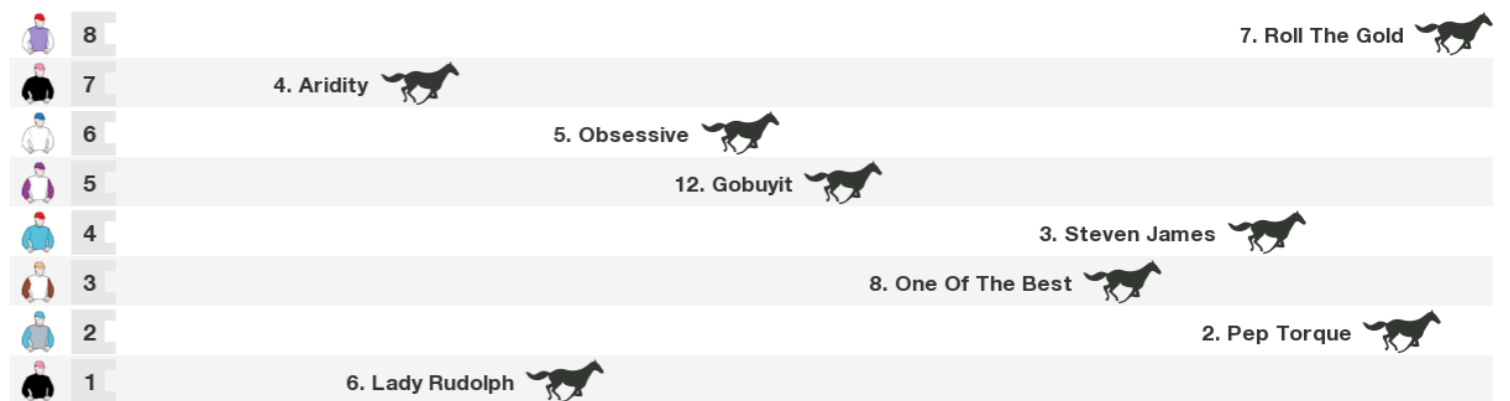 8 7. Roll The Gold
7 4. Aridity
6 5. Obsessive
5 12. Gobuyit
4 3. Steven James
3 8. One Of The Best
2 2. Pep Torque
1 6. Lady Rudolph